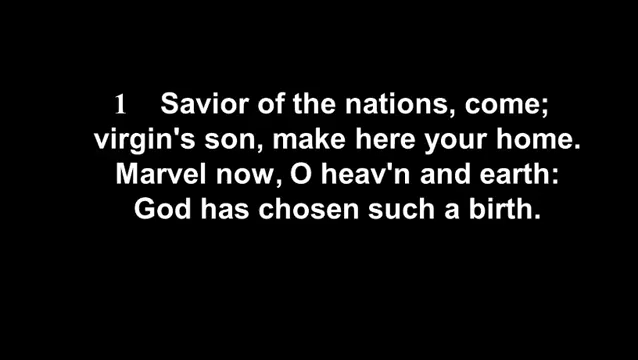 1 Savior of the nations, come;
virgin's son, make here your home.
Marvel now, O heav'n and earth:
God has chosen such a birth.